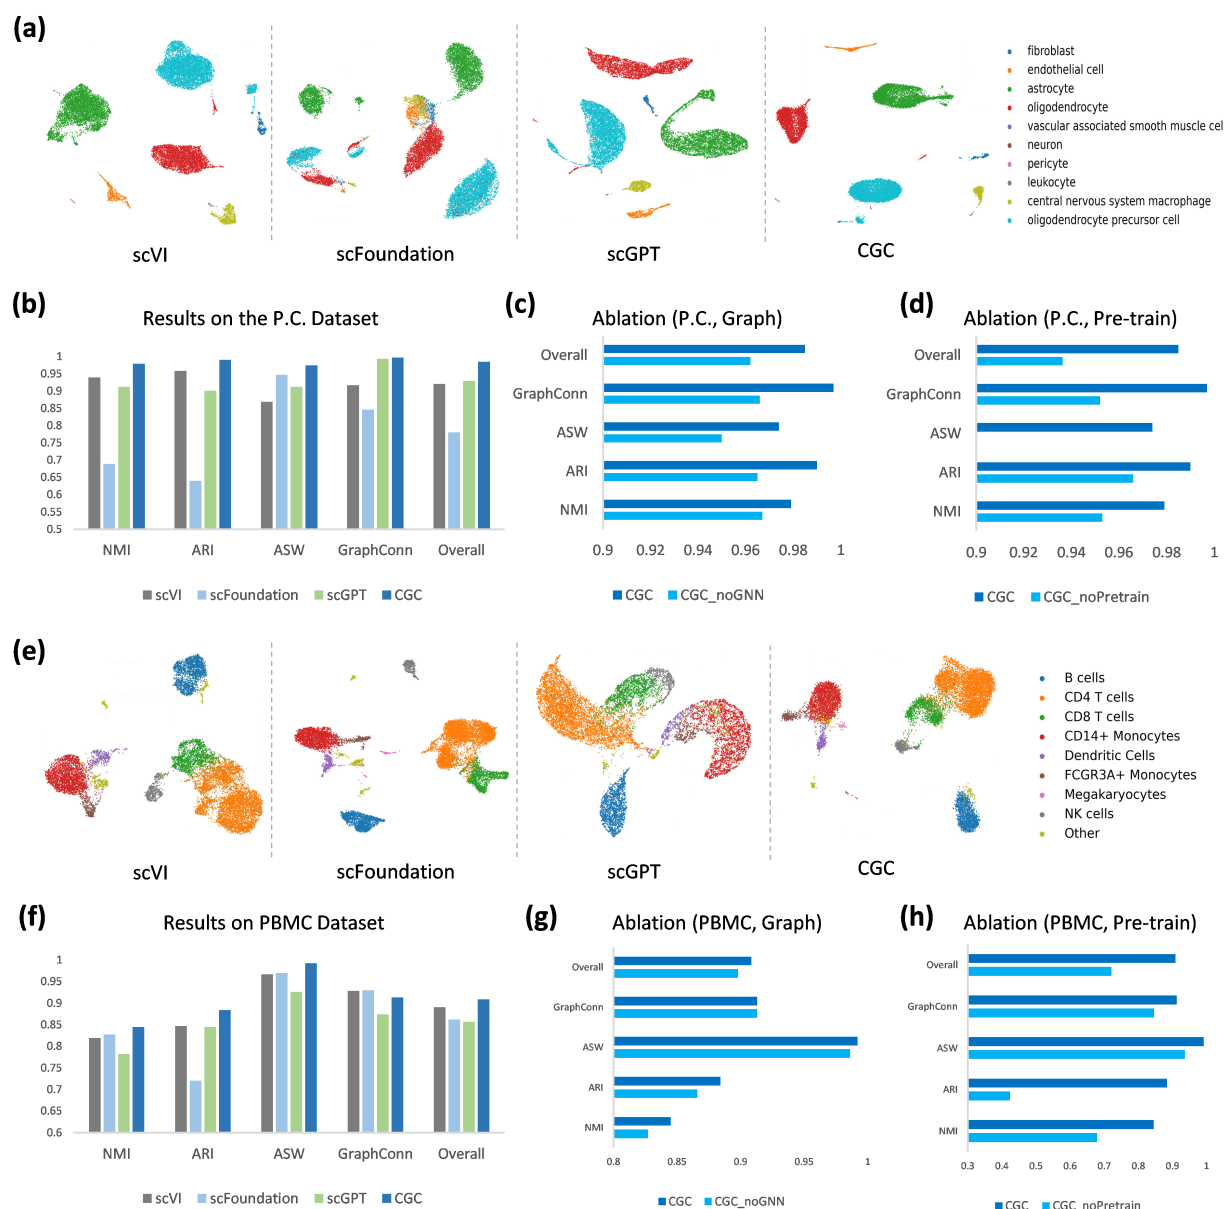 (a)
fibroblast
endothelial cell
astrocyte
oligodendrocyte
vascular associated smooth muscle cel
neuron
pericyte
leukocyte
central nervous system macrophage
oligodendrocyte precursor cell
scVI
scFoundation
scGPT
CGC
(b)
Results on the P.C. Dataset
1
0.95
0.9
0.85
0.8
0.75
0.7
0.65
0.6
0.55
0.5
NMI ARI ASW GraphConn Overall
scVI scFoundation scGPT CGC
(c)
Ablation (P.C., Graph)
Overall
GraphConn
ASW
ARI
NMI
0.9 0.92 0.94 0.96 0.98 1
CGC CGC_noGNN
(d)
Ablation (P.C., Pre-train)
Overall
GraphConn
ASW
ARI
NMI
0.9 0.92 0.94 0.96 0.98 1
CGC CGC_noPretrain
(e)
B cells
CD4 T cells
CD8 T cells
CD14+ Monocytes
Dendritic Cells
FCGR3A+ Monocytes
Megakaryocytes
NK cells
Other
scVI
scFoundation
scGPT
CGC
(f)
Results on PBMC Dataset
1
0.95
0.9
0.85
0.8
0.75
0.7
0.65
0.6
NMI ARI ASW GraphConn Overall
scVI scFoundation scGPT CGC
(g)
Ablation (PBMC, Graph)
Overall
GraphConn
ASW
ARI
NMI
0.8 0.85 0.9 0.95 1
CGC CGC_noGNN
(h)
Ablation (PBMC, Pre-train)
Overall
GraphConn
ASW
ARI
NMI
0.3 0.4 0.5 0.6 0.7 0.8 0.9 1
CGC CGC_noPretrain